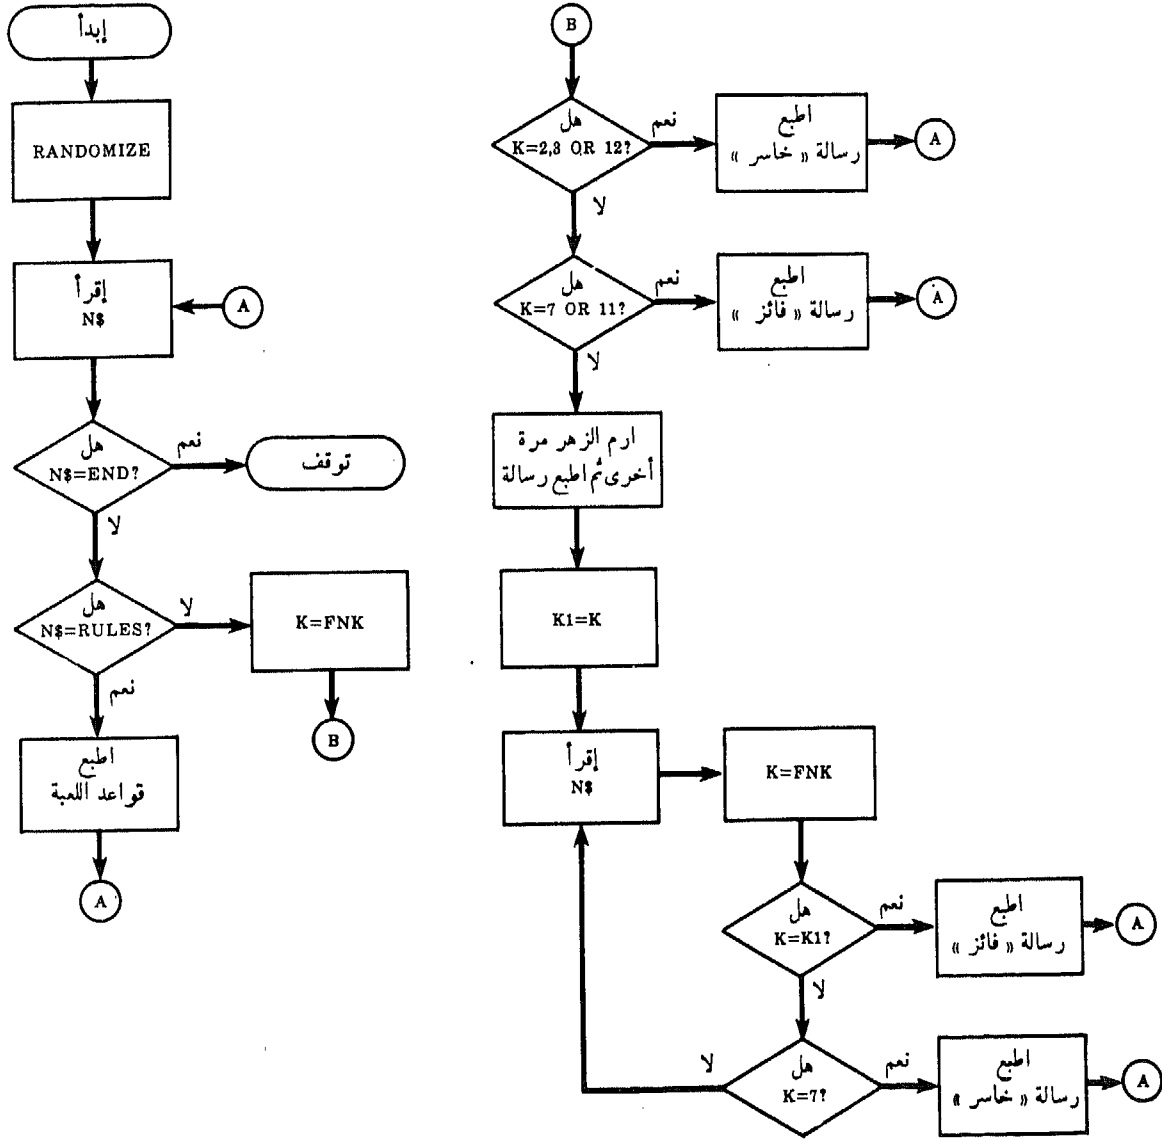 إبدأ
RANDOMIZE
إقرأ
N$
A
هل
N$=END?
نعم
توقف
لا
هل
N$=RULES?
لا
K=FNK
B
نعم
اطبع
قواعد اللعبة
A
B
هل
K=2,3 OR 12?
نعم
اطبع
رسالة « خاسر »
A
لا
هل
K=7 OR 11?
نعم
اطبع
رسالة « فائز »
A
لا
ارم الزهر مرة
أخرى ثم اطبع رسالة
K1=K
إقرأ
N$
K=FNK
هل
K=K1?
نعم
اطبع
رسالة « فائز »
A
لا
هل
K=7?
لا
نعم
اطبع
رسالة « خاسر »
A